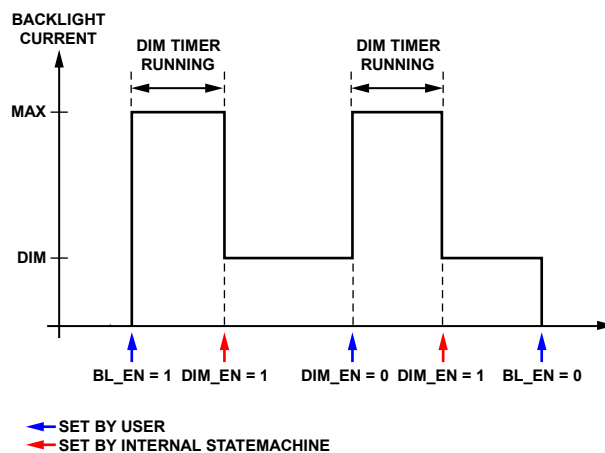 BACKLIGHT
CURRENT
DIM TIMER
RUNNING
DIM TIMER
RUNNING
MAX
DIM
BL_EN = 1
DIM_EN = 1
DIM_EN = 0
DIM_EN = 1
BL_EN = 0
SET BY USER
SET BY INTERNAL STATEMACHINE